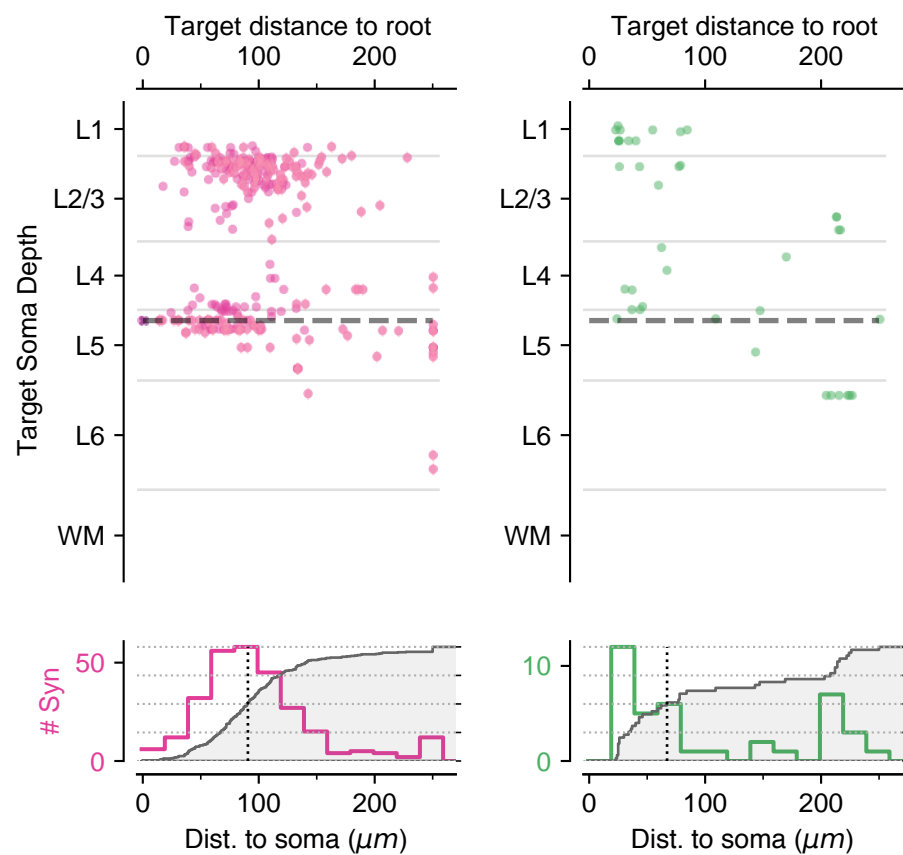 Target distance to root
0 100 200
Target distance to root
0 100 200
Target Soma Depth
L1
L2/3
L4
L5
L6
WM
L1
L2/3
L4
L5
L6
WM
# Syn
50
0
10
0
0 100 200
Dist. to soma (μm)
0 100 200
Dist. to soma (μm)